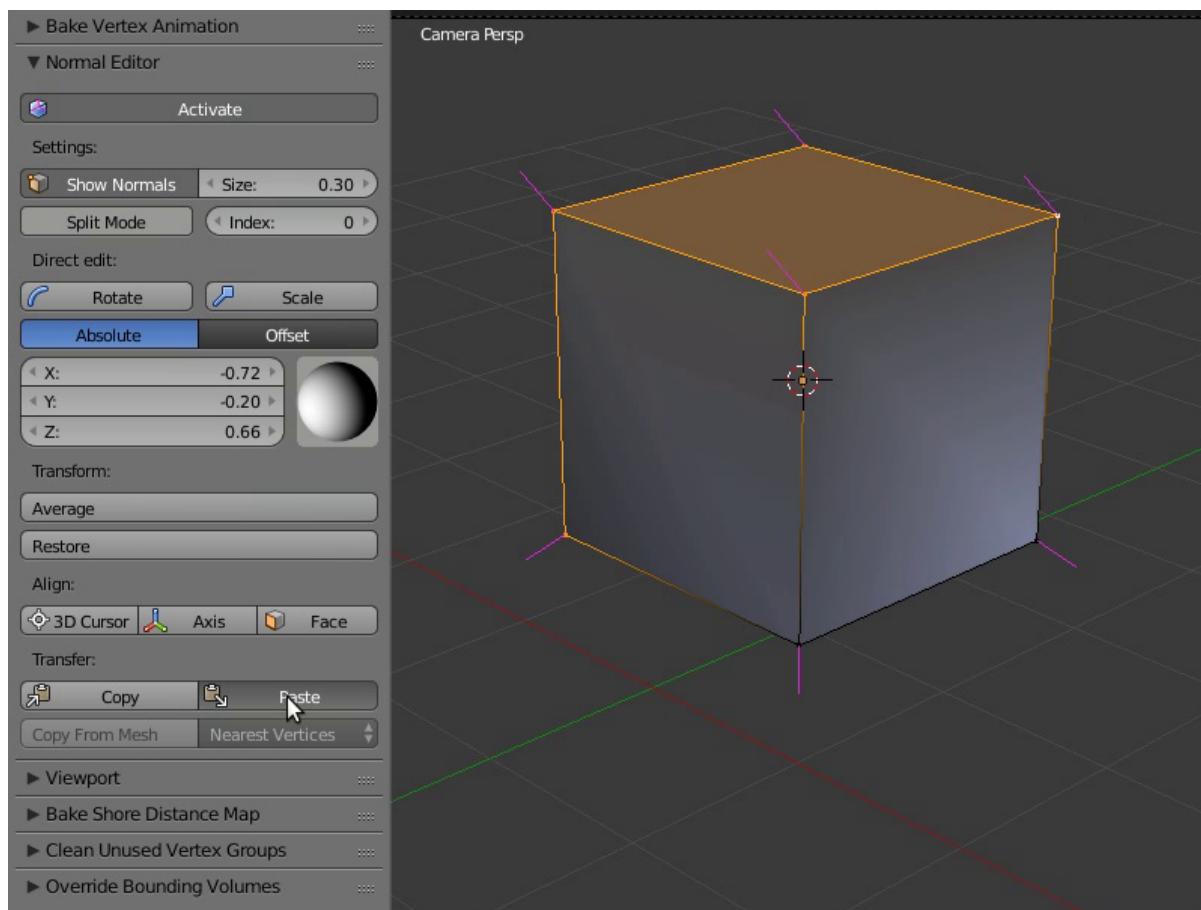 Bake Vertex Animation
Camera Persp
Normal Editor
Activate
Settings:
Show Normals Size: 0.30
Split Mode Index: 0
Direct edit:
Rotate Scale
Absolute Offset
X: -0.72
Y: -0.20
Z: 0.66
Transform:
Average
Restore
Align:
3D Cursor Axis Face
Transfer:
Copy Paste
Copy From Mesh Nearest Vertices
Viewport
Bake Shore Distance Map
Clean Unused Vertex Groups
Override Bounding Volumes